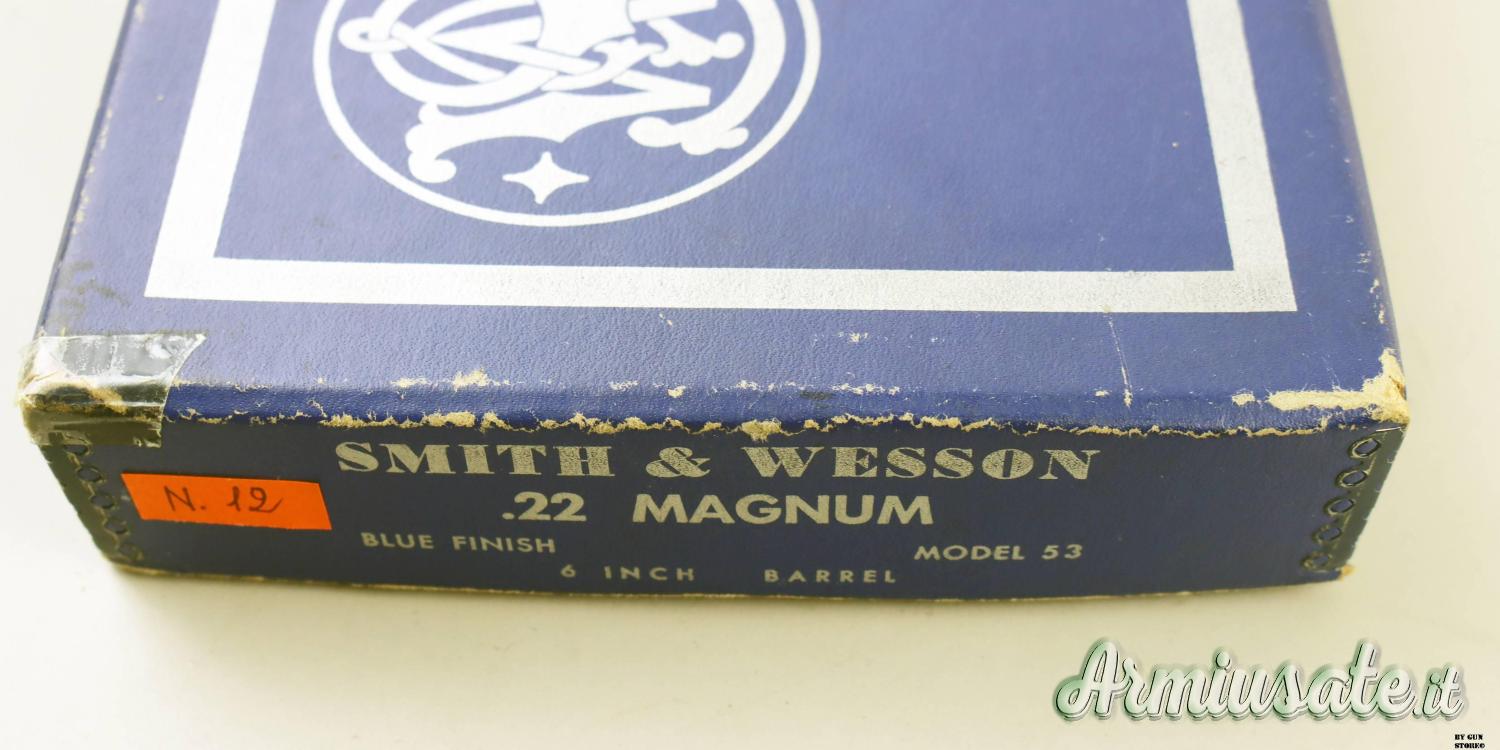 SMITH & WESSON
N. 12
.22 MAGNUM
BLUE FINISH
MODEL 53
6 INCH BARREL
Armiusate.it
BY GUN
STORE©